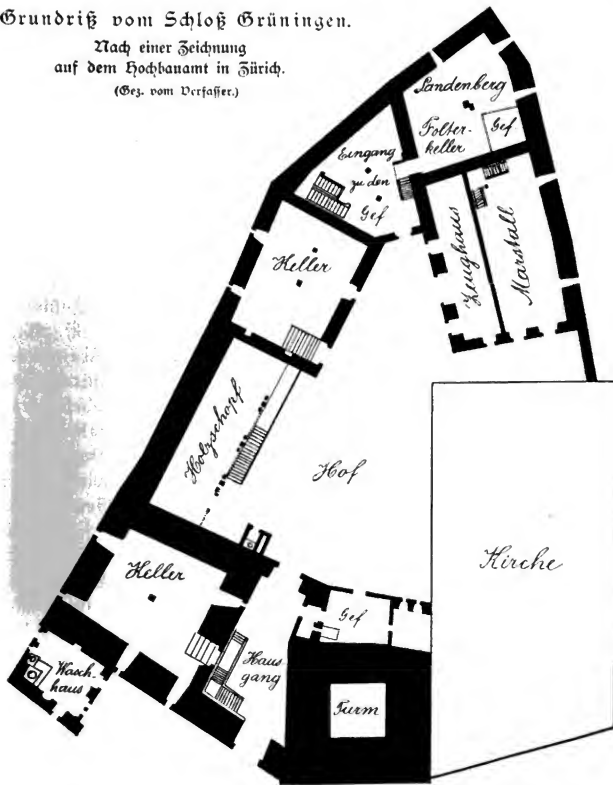 Grundriß vom Schloß Grüningen.
Nach einer Zeichnung
auf dem Hochbauamt in Zürich.
(Gez. vom Verfasser.)
Landenberg
Folter-
keller
Gef
Eingang
zu den
Gef
Keller
Zeughaus
Marstall
Holzschopf
Hof
Kirche
Keller
Gef
Haus-
gang
Wasch-
haus
Turm